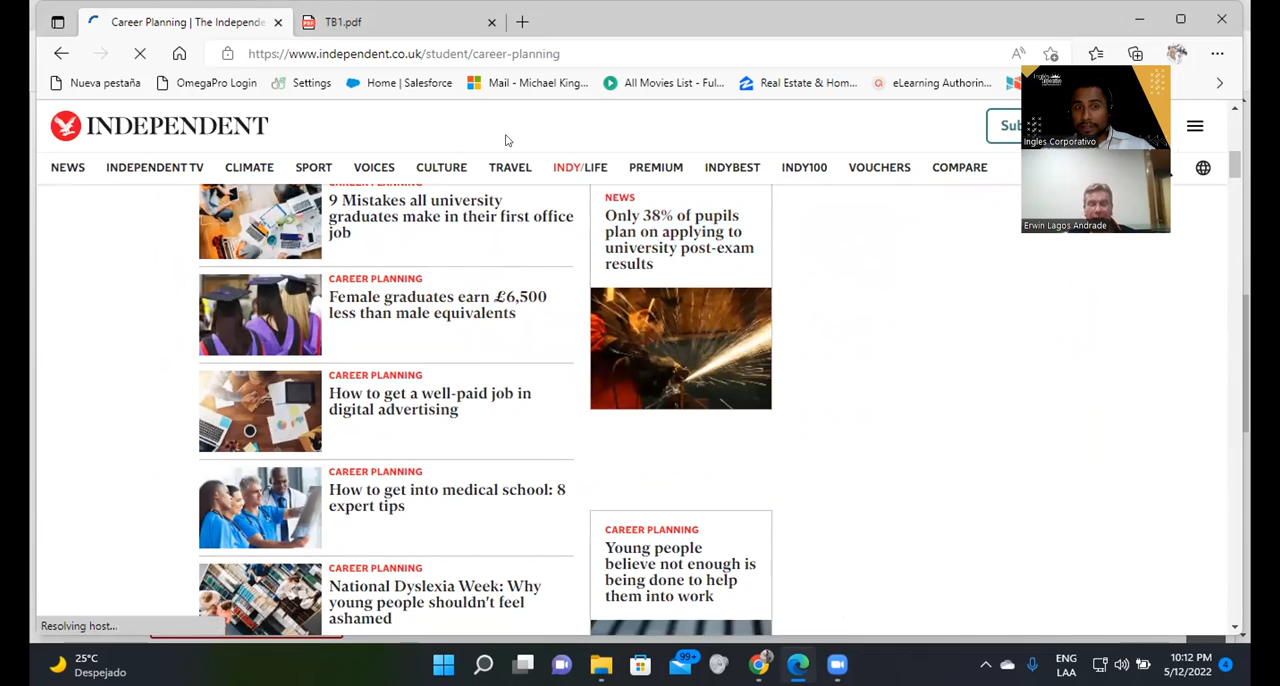 Career Planning | The Independe
TB1.pdf
https://www.independent.co.uk/student/career-planning
Nueva pestaña
OmegaPro Login
Settings
Home | Salesforce
Mail - Michael King...
All Movies List - Ful...
Real Estate & Hom...
eLearning Authorin...
INDEPENDENT
Sub
Ingles Corporativo
Erwin Lagos Andrade
NEWS INDEPENDENT TV CLIMATE SPORT VOICES CULTURE TRAVEL INDY/LIFE PREMIUM INDYBEST INDY100 VOUCHERS COMPARE
CAREER PLANNING
9 Mistakes all university
graduates make in their first office
job
CAREER PLANNING
Female graduates earn £6,500
less than male equivalents
CAREER PLANNING
How to get a well-paid job in
digital advertising
CAREER PLANNING
How to get into medical school: 8
expert tips
CAREER PLANNING
National Dyslexia Week: Why
young people shouldn't feel
ashamed
NEWS
Only 38% of pupils
plan on applying to
university post-exam
results
CAREER PLANNING
Young people
believe not enough is
being done to help
them into work
Resolving host...
25°C
Despejado
99+
ENG
LAA
10:12 PM
5/12/2022
4